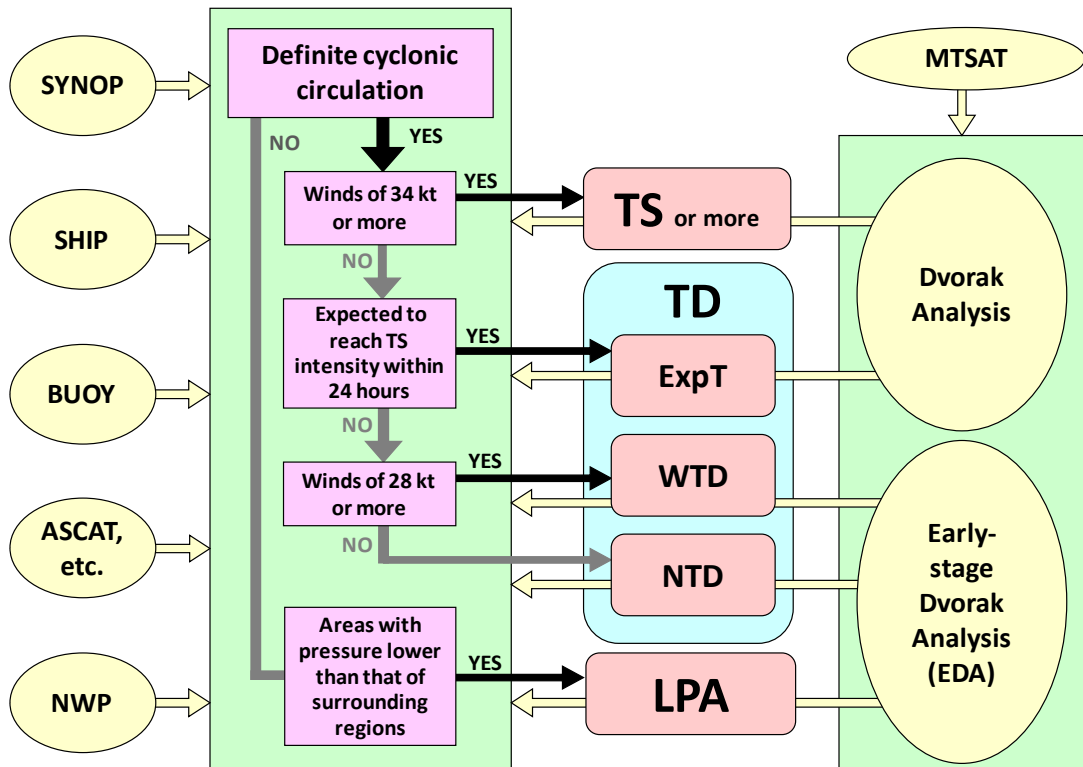 SYNOP
SHIP
BUOY
ASCAT,
etc.
NWP
Definite cyclonic
circulation
NO
YES
Winds of 34 kt
or more
YES
NO
Expected to
reach TS
intensity within
24 hours
YES
NO
Winds of 28 kt
or more
YES
NO
Areas with
pressure lower
than that of
surrounding
regions
YES
TS or more
TD
ExpT
WTD
NTD
LPA
MTSAT
Dvorak
Analysis
Early-
stage
Dvorak
Analysis
(EDA)